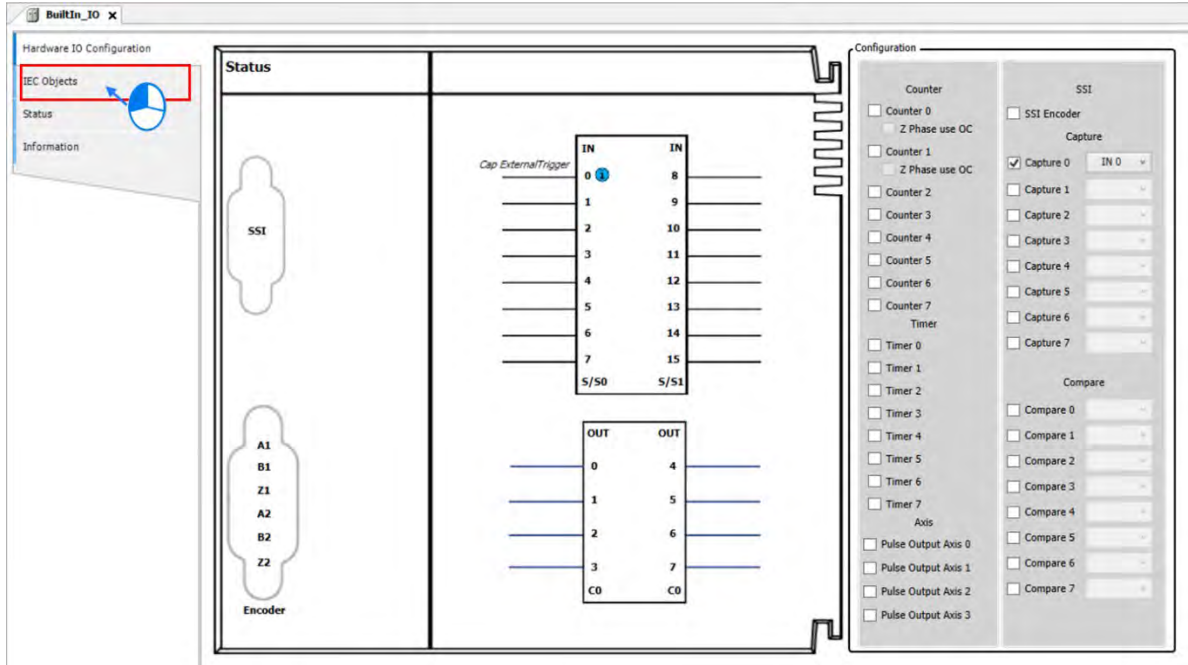 BuiltIn_IO X
Hardware IO Configuration
IEC Objects
Status
Information
Status
SSI
A1
B1
Z1
A2
B2
Z2
Encoder
Cap ExternalTrigger
IN IN
0 1 8
1 9
2 10
3 11
4 12
5 13
6 14
7 15
S/S0 S/S1
OUT OUT
0 4
1 5
2 6
3 7
C0 C0
Configuration
Counter
Counter 0
Z Phase use OC
Counter 1
Z Phase use OC
Counter 2
Counter 3
Counter 4
Counter 5
Counter 6
Counter 7
Timer
Timer 0
Timer 1
Timer 2
Timer 3
Timer 4
Timer 5
Timer 6
Timer 7
Axis
Pulse Output Axis 0
Pulse Output Axis 1
Pulse Output Axis 2
Pulse Output Axis 3
SSI
SSI Encoder
Capture
Capture 0 IN 0
Capture 1
Capture 2
Capture 3
Capture 4
Capture 5
Capture 6
Capture 7
Compare
Compare 0
Compare 1
Compare 2
Compare 3
Compare 4
Compare 5
Compare 6
Compare 7